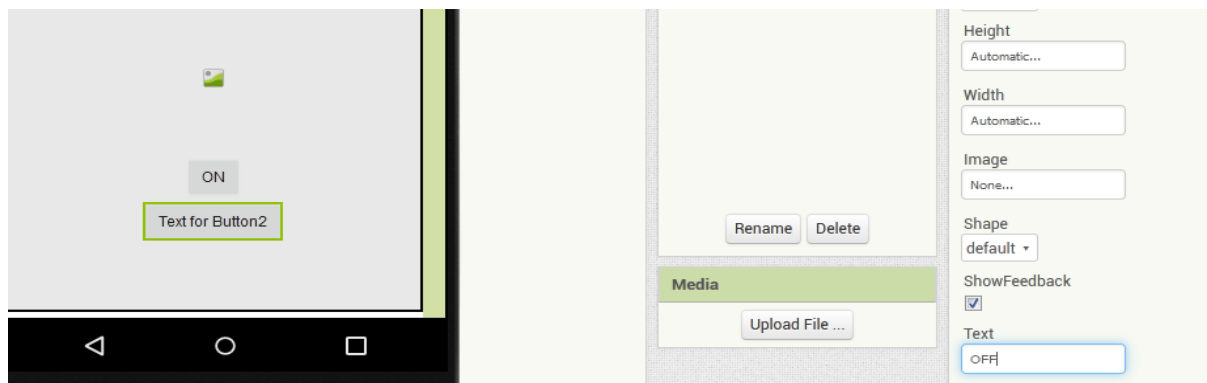 ON
Text for Button2
Rename
Delete
Media
Upload File ...
Height
Automatic...
Width
Automatic...
Image
None...
Shape
default
ShowFeedback
Text
OFF